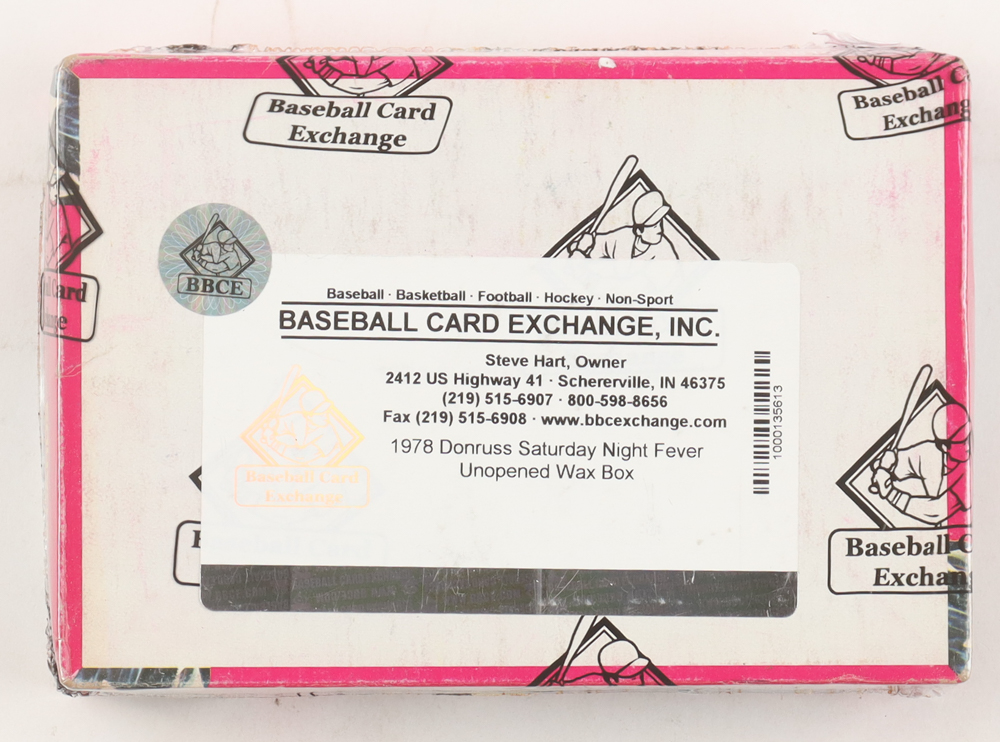 Baseball Card
Exchange
Baseball C
Exchang
Card
BBCE
Baseball · Basketball · Football · Hockey · Non-Sport
BASEBALL CARD EXCHANGE, INC.
Steve Hart, Owner
2412 US Highway 41 · Schererville, IN 46375
(219) 515-6907 · 800-598-8656
Fax (219) 515-6908 · www.bbcexchange.com
1978 Donruss Saturday Night Fever
Unopened Wax Box
1000135613
Baseball Card
Exchange
Baseball C
Exchan